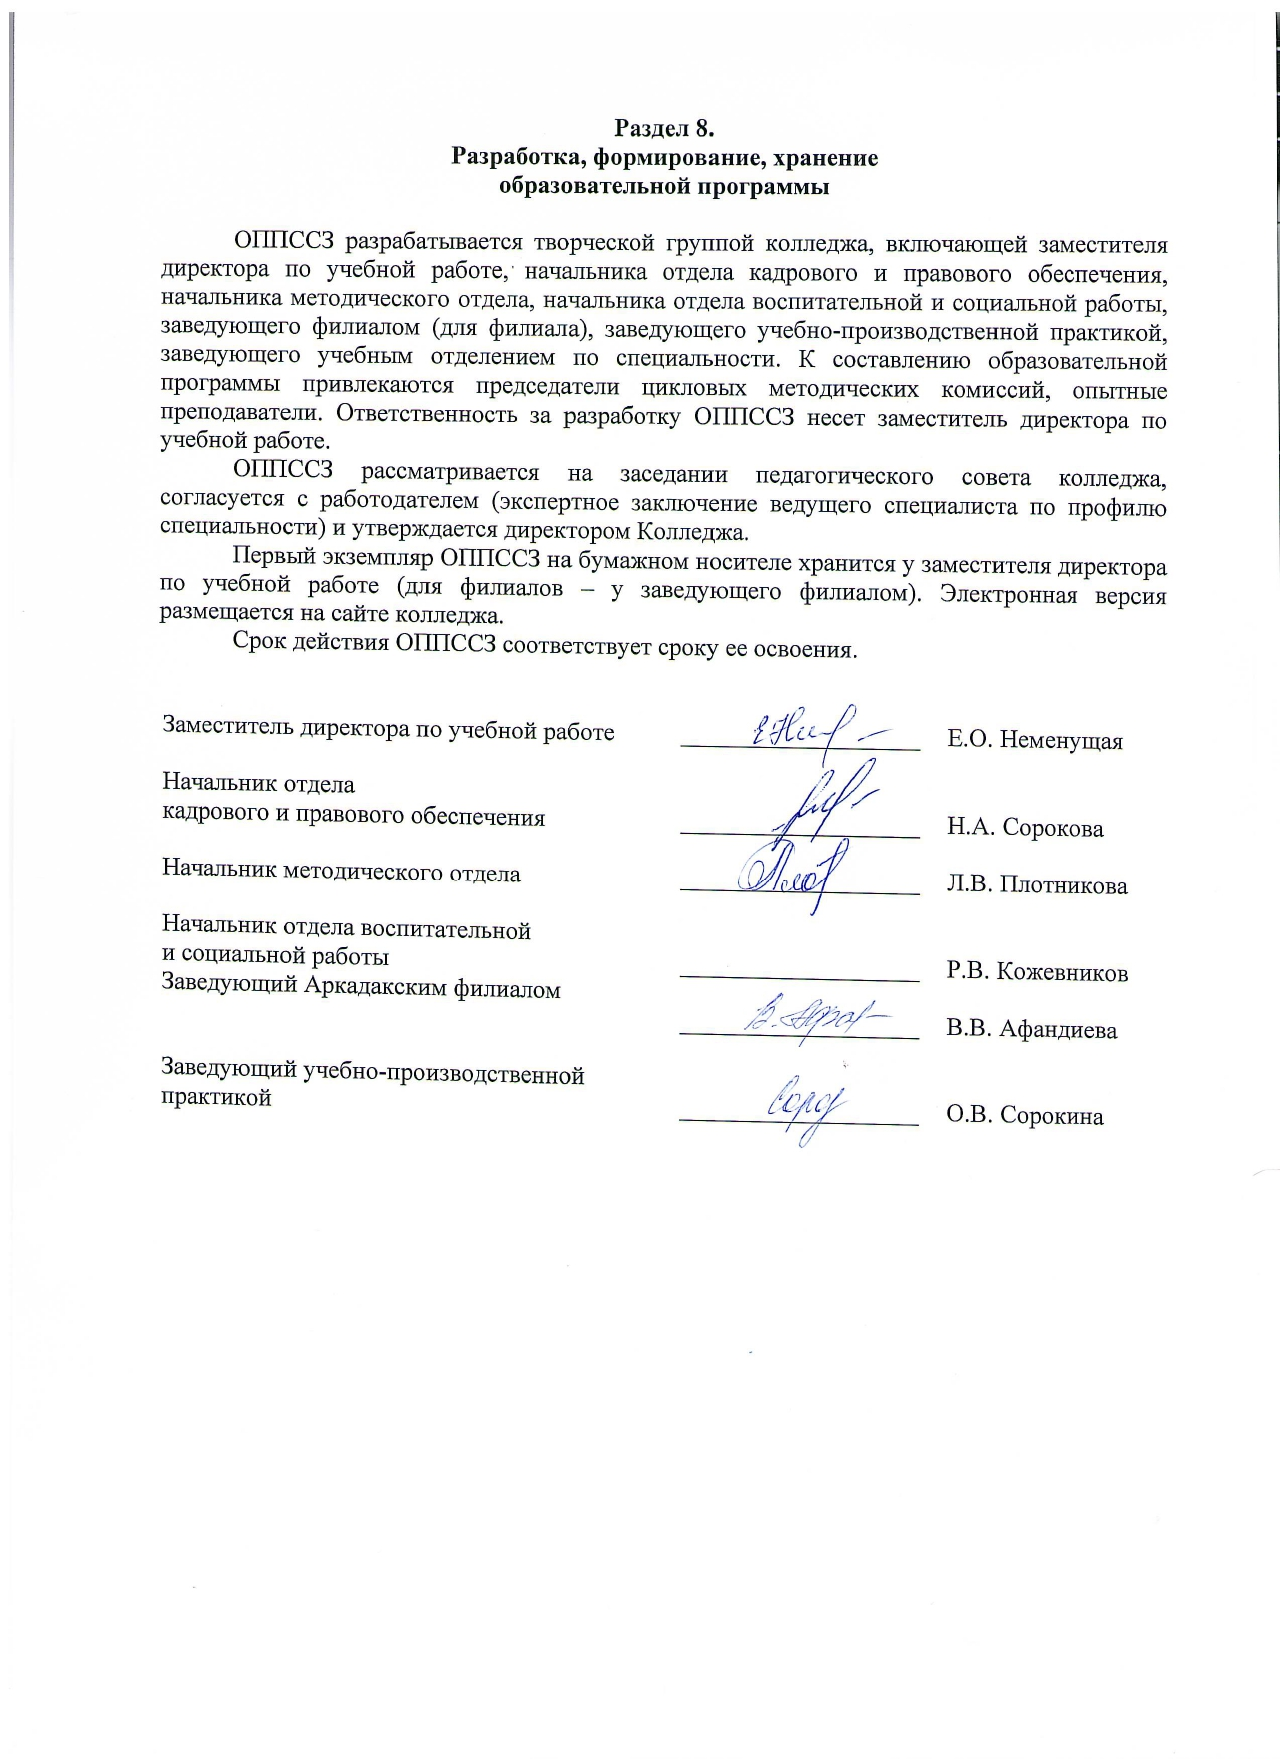 Раздел 8.
Разработка, формирование, хранение
образовательной программы
ОППССЗ разрабатывается творческой группой колледжа, включающей заместителя
директора по учебной работе, начальника отдела кадрового и правового обеспечения,
начальника методического отдела, начальника отдела воспитательной и социальной работы,
заведующего филиалом (для филиала), заведующего учебно-производственной практикой,
заведующего учебным отделением по специальности. К составлению образовательной
программы привлекаются председатели цикловых методических комиссий, опытные
преподаватели. Ответственность за разработку ОППССЗ несет заместитель директора по
учебной работе.
ОППССЗ рассматривается на заседании педагогического совета колледжа,
согласуется с работодателем (экспертное заключение ведущего специалиста по профилю
специальности) и утверждается директором Колледжа.
Первый экземпляр ОППССЗ на бумажном носителе хранится у заместителя директора
по учебной работе (для филиалов – у заведующего филиалом). Электронная версия
размещается на сайте колледжа.
Срок действия ОППССЗ соответствует сроку ее освоения.
Заместитель директора по учебной работе Е.О. Неменущая
Начальник отдела
кадрового и правового обеспечения Н.А. Сорокова
Начальник методического отдела Л.В. Плотникова
Начальник отдела воспитательной
и социальной работы Р.В. Кожевников
Заведующий Аркадакским филиалом
В.В. Афандиева
Заведующий учебно-производственной
практикой
О.В. Сорокина